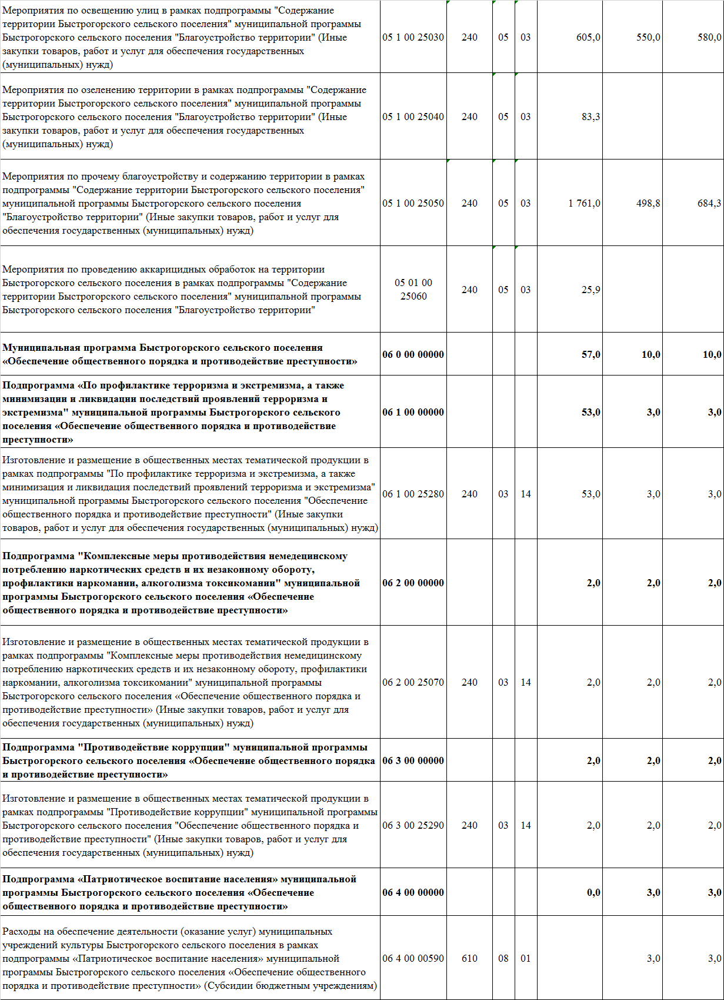 Мероприятия по освещению улиц в рамках подпрограммы "Содержание
территории Быстрогорского сельского поселения" муниципальной программы
Быстрогорского сельского поселения "Благоустройство территории" (Иные
закупки товаров, работ и услуг для обеспечения государственных
(муниципальных) нужд)
05 1 00 25030 240 05 03 605,0 550,0 580,0
Мероприятия по озеленению территории в рамках подпрограммы "Содержание
территории Быстрогорского сельского поселения" муниципальной программы
Быстрогорского сельского поселения "Благоустройство территории" (Иные
закупки товаров, работ и услуг для обеспечения государственных
(муниципальных) нужд)
05 1 00 25040 240 05 03 83,3
Мероприятия по прочему благоустройству и содержанию территории в рамках
подпрограммы "Содержание территории Быстрогорского сельского поселения"
муниципальной программы Быстрогорского сельского поселения
"Благоустройство территории" (Иные закупки товаров, работ и услуг для
обеспечения государственных (муниципальных) нужд)
05 1 00 25050 240 05 03 1 761,0 498,8 684,3
Мероприятия по проведению аккарицидных обработок на территории
Быстрогорского сельского поселения в рамках подпрограммы "Содержание
территории Быстрогорского сельского поселения" муниципальной программы
Быстрогорского сельского поселения "Благоустройство территории"
05 01 00
25060
240 05 03 25,9
Муниципальная программа Быстрогорского сельского поселения
«Обеспечение общественного порядка и противодействие преступности»
06 0 00 00000 57,0 10,0 10,0
Подпрограмма «По профилактике терроризма и экстремизма, а также
минимизации и ликвидации последствий проявлений терроризма и
экстремизма" муниципальной программы Быстрогорского сельского
поселения «Обеспечение общественного порядка и противодействие
преступности»
06 1 00 00000 53,0 3,0 3,0
Изготовление и размещение в общественных местах тематической продукции в
рамках подпрограммы "По профилактике терроризма и экстремизма, а также
минимизация и ликвидация последствий проявлений терроризма и экстремизма"
муниципальной программы Быстрогорского сельского поселения "Обеспечение
общественного порядка и противодействие преступности" (Иные закупки
товаров, работ и услуг для обеспечения государственных (муниципальных) нужд)
06 1 00 25280 240 03 14 53,0 3,0 3,0
Подпрограмма "Комплексные меры противодействия немедецинскому
потреблению наркотических средств и их незаконному обороту,
профилактики наркомании, алкоголизма токсикомании" муниципальной
программы Быстрогорского сельского поселения «Обеспечение
общественного порядка и противодействие преступности»
06 2 00 00000 2,0 2,0 2,0
Изготовление и размещение в общественных местах тематической продукции в
рамках подпрограммы "Комплексные меры противодействия немедицинскому
потреблению наркотических средств и их незаконному обороту, профилактики
наркомании, алкоголизма токсикомании" муниципальной программы
Быстрогорского сельского поселения «Обеспечение общественного порядка и
противодействие преступности» (Иные закупки товаров, работ и услуг для
обеспечения государственных (муниципальных) нужд)
06 2 00 25070 240 03 14 2,0 2,0 2,0
Подпрограмма "Противодействие коррупции" муниципальной программы
Быстрогорского сельского поселения «Обеспечение общественного порядка
и противодействие преступности»
06 3 00 00000 2,0 2,0 2,0
Изготовление и размещение в общественных местах тематической продукции в
рамках подпрограммы "Противодействие коррупции" муниципальной программы
Быстрогорского сельского поселения "Обеспечение общественного порядка и
противодействие преступности" (Иные закупки товаров, работ и услуг для
обеспечения государственных (муниципальных) нужд)
06 3 00 25290 240 03 14 2,0 2,0 2,0
Подпрограмма «Патриотическое воспитание населения» муниципальной
программы Быстрогорского сельского поселения «Обеспечение
общественного порядка и противодействие преступности»
06 4 00 00000 0,0 3,0 3,0
Расходы на обеспечение деятельности (оказание услуг) муниципальных
учреждений культуры Быстрогорского сельского поселения в рамках
подпрограммы «Патриотическое воспитание населения» муниципальной
программы Быстрогорского сельского поселения «Обеспечение общественного
порядка и противодействие преступности» (Субсидии бюджетным учреждениям)
06 4 00 00590 610 08 01 3,0 3,0